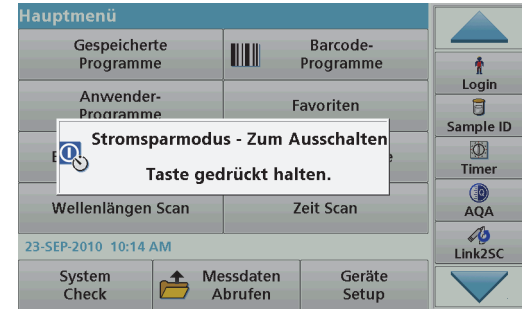 Hauptmenü
Gespeicherte
Programme
Barcode-
Programme
Anwender-
Programme
Favoriten
Stromsparmodus - Zum Ausschalten
Taste gedrückt halten.
Wellenlängen Scan
Zeit Scan
23-SEP-2010 10:14 AM
System
Check
Messdaten
Abrufen
Geräte
Setup
Login
Sample ID
Timer
AQA
Link2SC